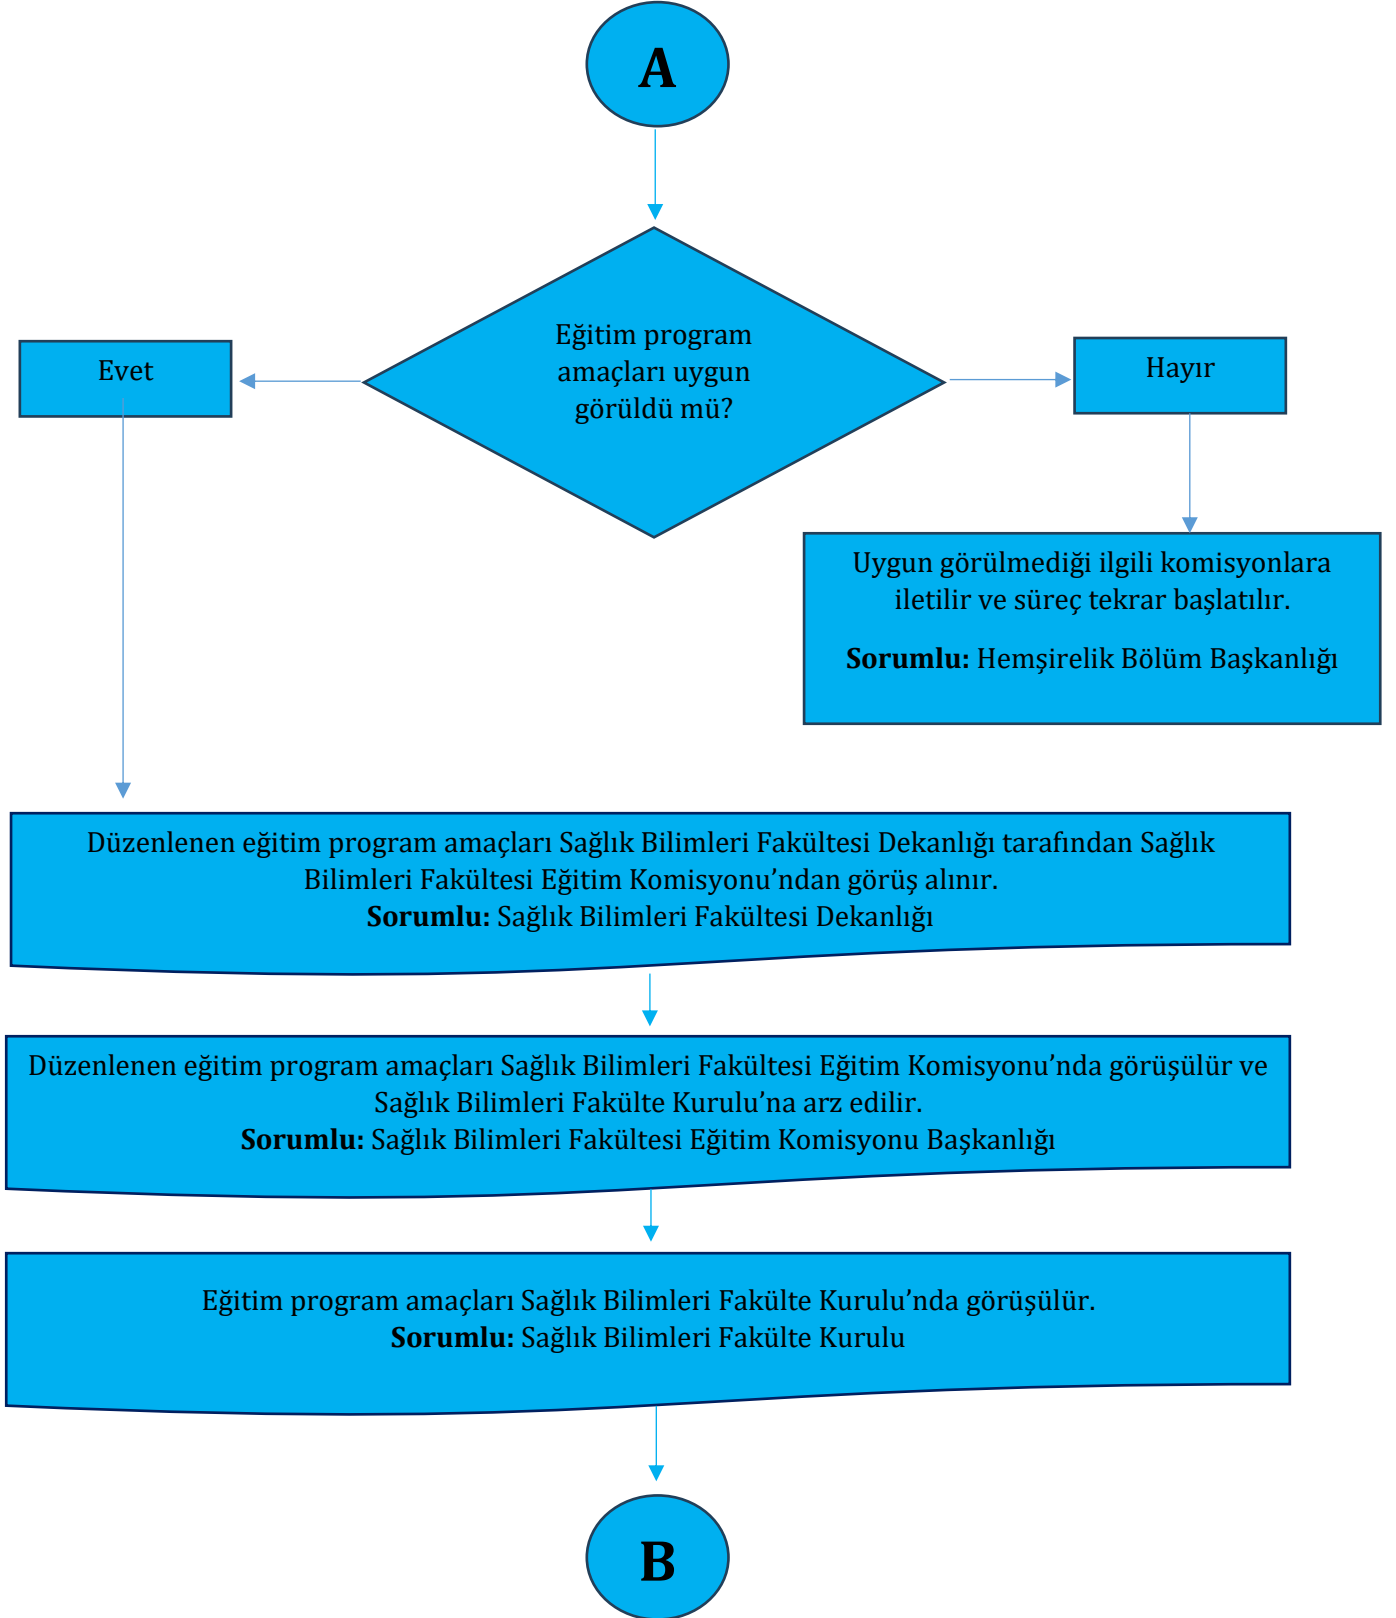 A
Eğitim program
amaçları uygun
görüldü mü?
Evet
Hayır
Uygun görülmediği ilgili komisyonlara
iletilir ve süreç tekrar başlatılır.
Sorumlu: Hemşirelik Bölüm Başkanlığı
Düzenlenen eğitim program amaçları Sağlık Bilimleri Fakültesi Dekanlığı tarafından Sağlık
Bilimleri Fakültesi Eğitim Komisyonu’ndan görüş alınır.
Sorumlu: Sağlık Bilimleri Fakültesi Dekanlığı
Düzenlenen eğitim program amaçları Sağlık Bilimleri Fakültesi Eğitim Komisyonu’nda görüşülür ve
Sağlık Bilimleri Fakülte Kurulu’na arz edilir.
Sorumlu: Sağlık Bilimleri Fakültesi Eğitim Komisyonu Başkanlığı
Eğitim program amaçları Sağlık Bilimleri Fakülte Kurulu’nda görüşülür.
Sorumlu: Sağlık Bilimleri Fakülte Kurulu
B